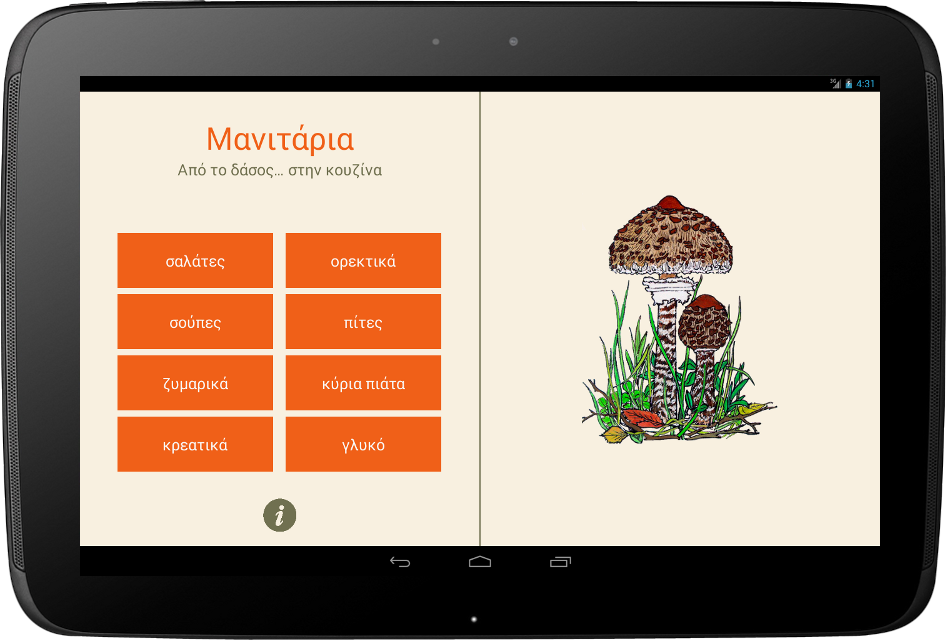 3G 4:31
Μανιτάρια
Από το δάσος... στην κουζίνα
σαλάτες ορεκτικά
σούπες πίτες
ζυμαρικά κύρια πιάτα
κρεατικά γλυκό
i